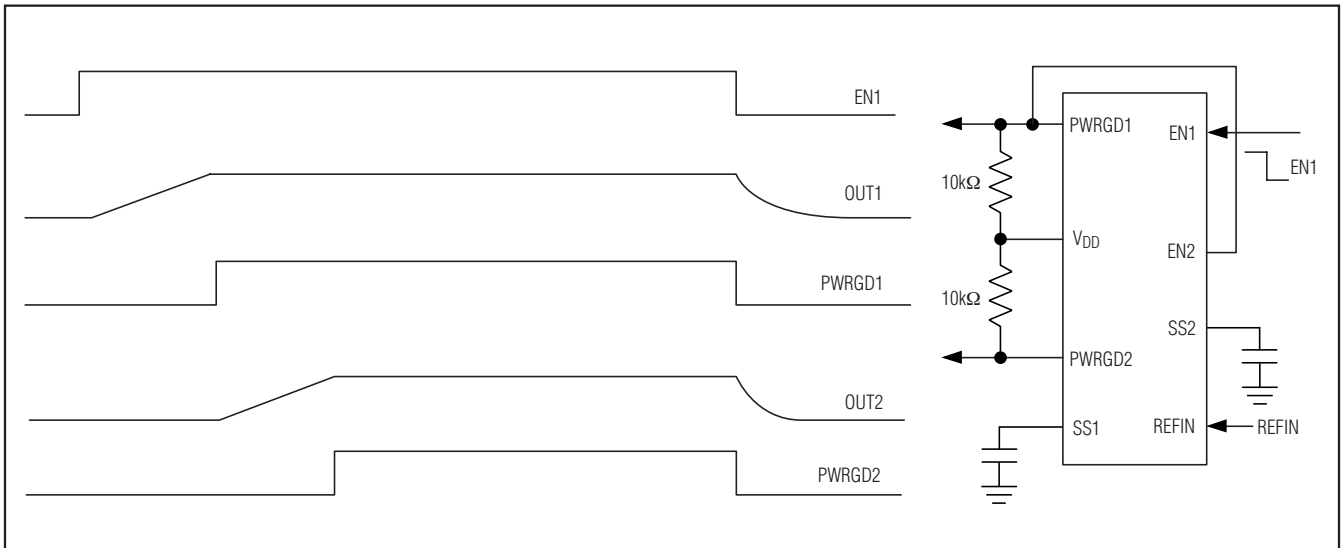 EN1
OUT1
PWRGD1
OUT2
PWRGD2
PWRGD1
EN1
EN1
10kΩ
VDD
EN2
10kΩ
SS2
PWRGD2
SS1
REFIN
REFIN